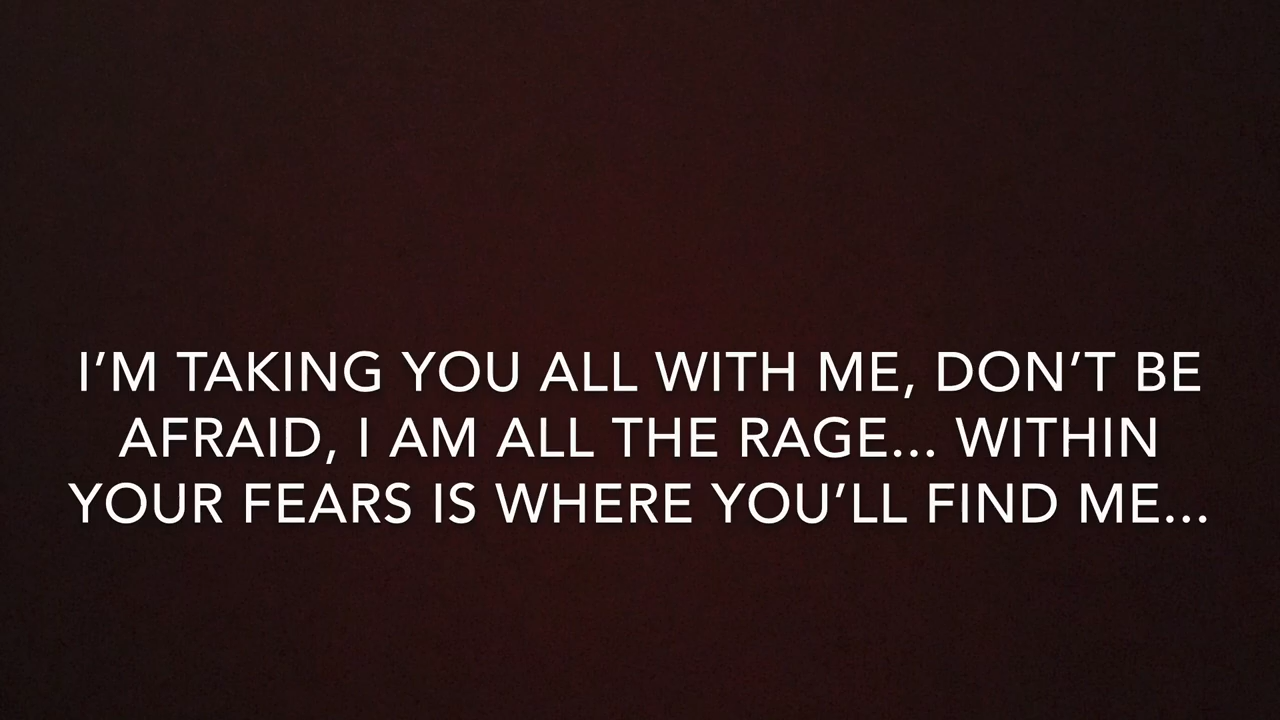 I’M TAKING YOU ALL WITH ME, DON’T BE
AFRAID, I AM ALL THE RAGE... WITHIN
YOUR FEARS IS WHERE YOU’LL FIND ME...